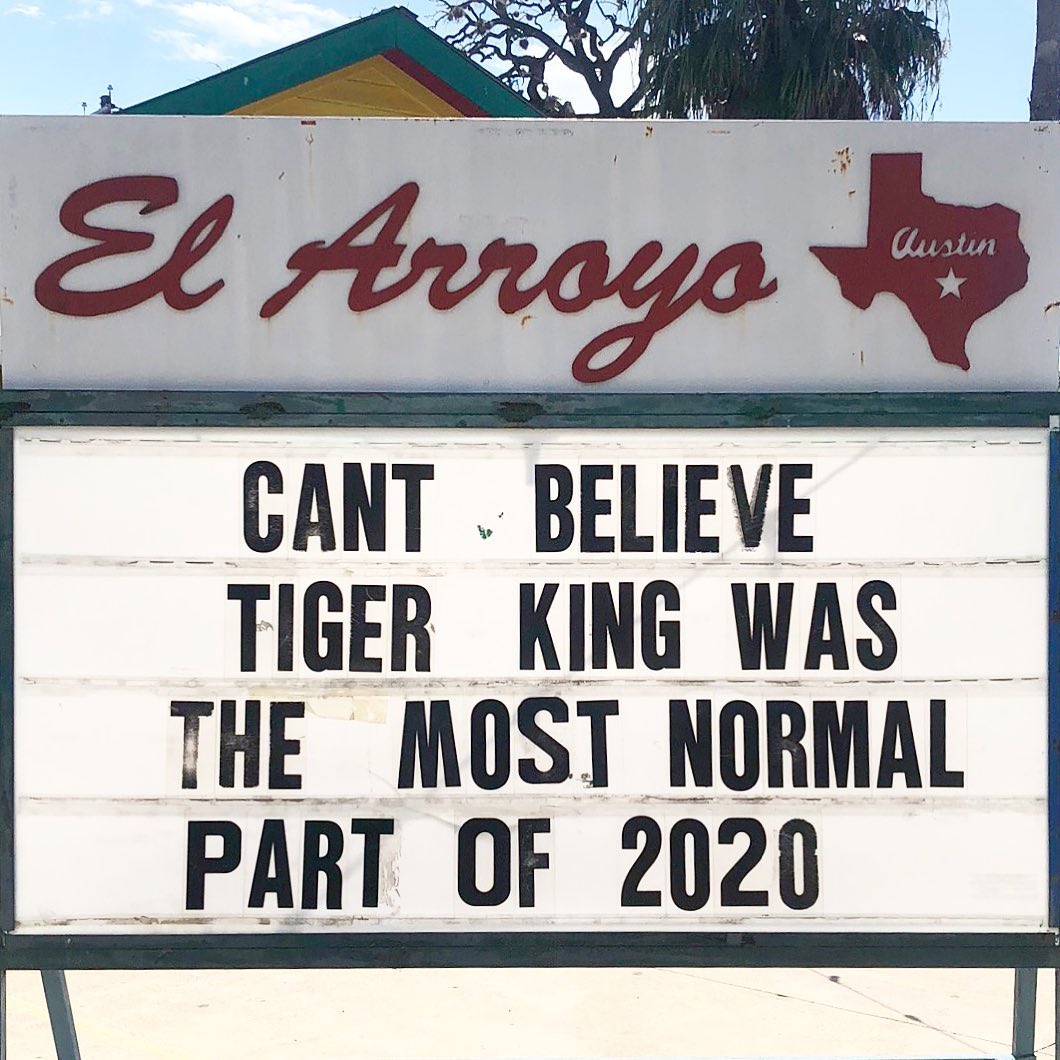 El Arroyo
Austin
CANT BELIEVE
TIGER KING WAS
THE MOST NORMAL
PART OF 2020